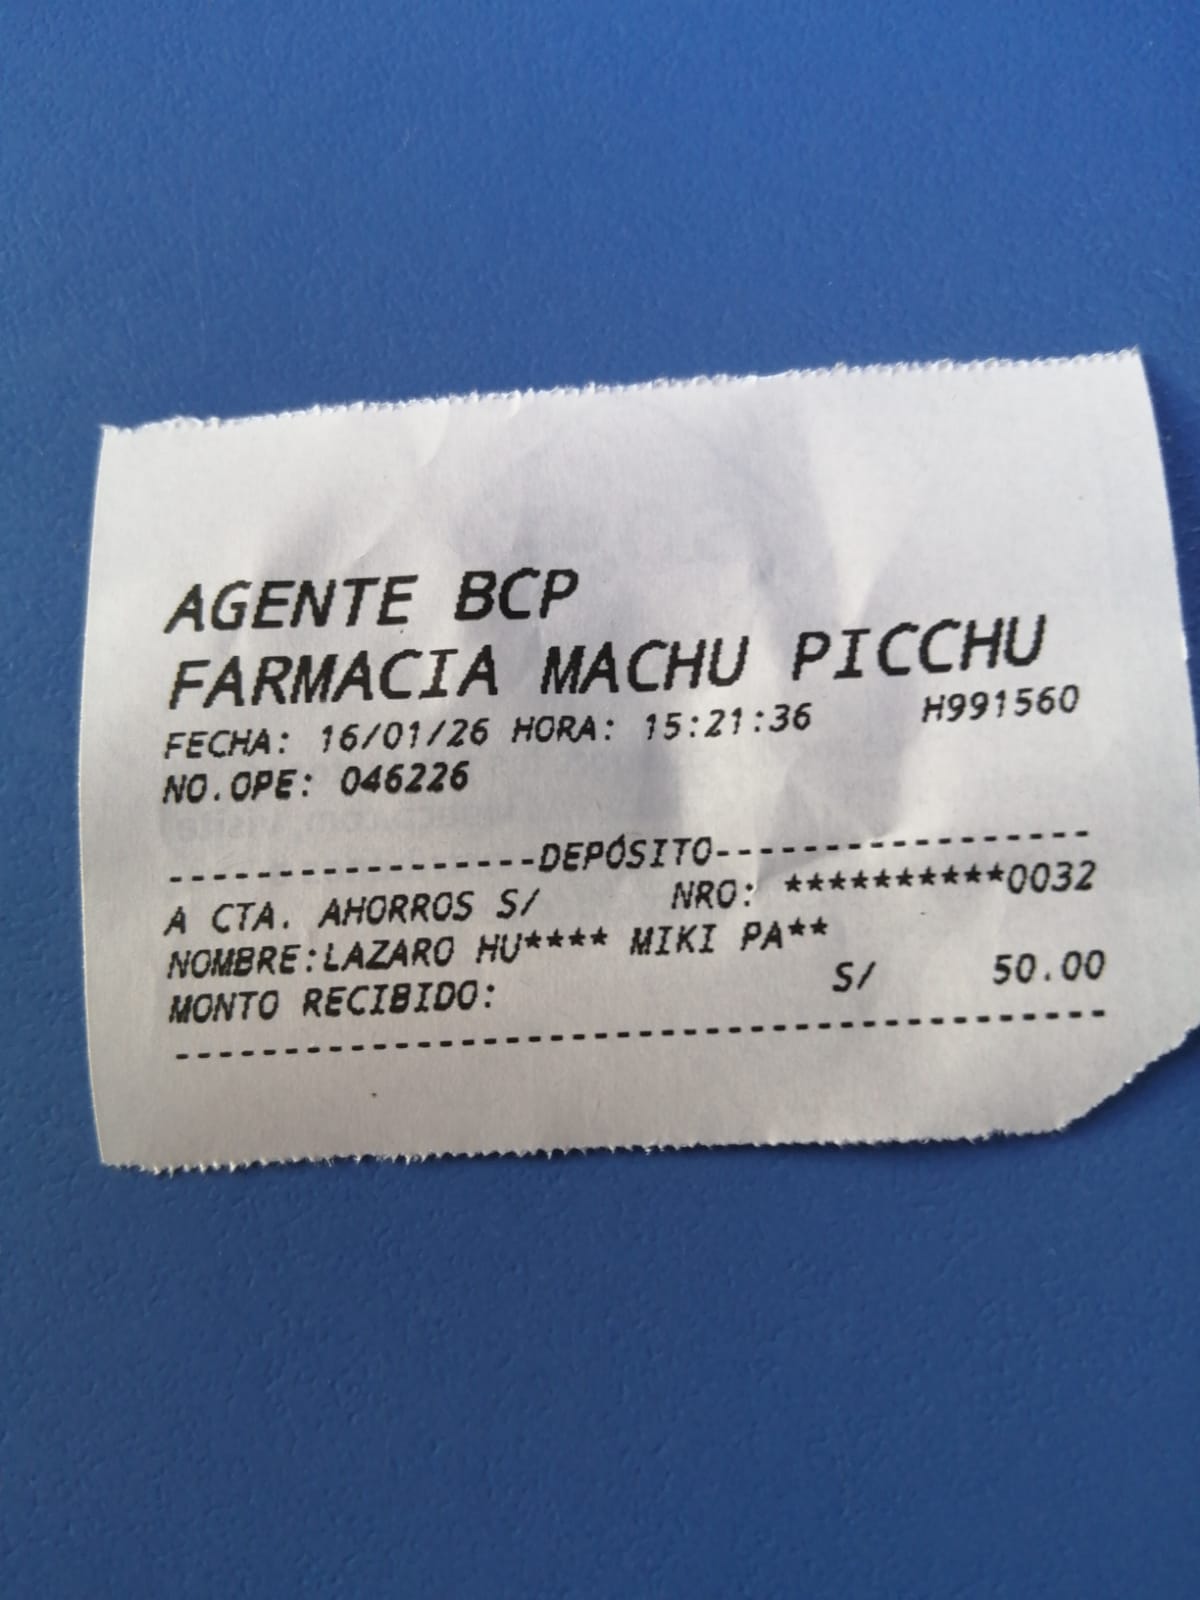 AGENTE BCP
FARMACIA MACHU PICCHU
FECHA: 16/01/26 HORA: 15:21:36 H991560
NO.OPE: 046226
-----------------DEPÓSITO-----------------
A CTA. AHORROS S/ NRO: **********0032
NOMBRE:LAZARO HU**** MIKI PA**
MONTO RECIBIDO: S/ 50.00
-------------------------------------------